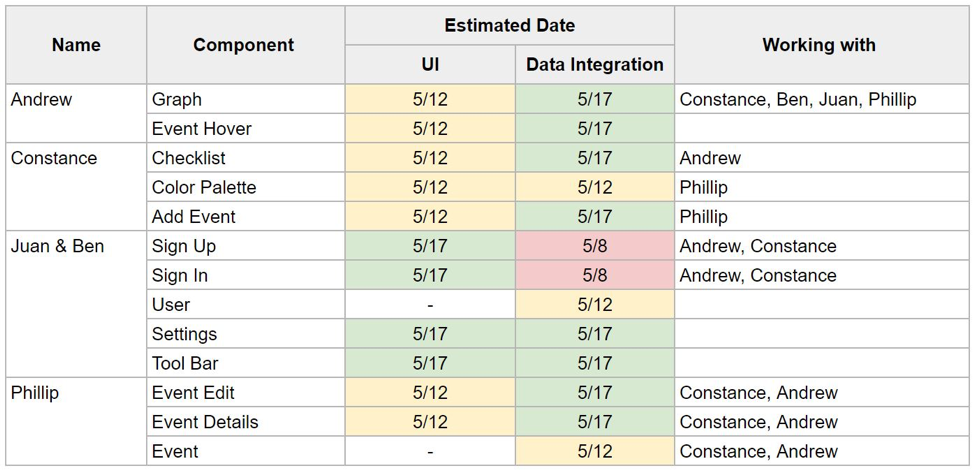 Name Component Estimated Date Working with
UI Data Integration
Andrew Graph 5/12 5/17 Constance, Ben, Juan, Phillip
Event Hover 5/12 5/17
Constance Checklist 5/12 5/17 Andrew
Color Palette 5/12 5/12 Phillip
Add Event 5/12 5/17 Phillip
Juan & Ben Sign Up 5/17 5/8 Andrew, Constance
Sign In 5/17 5/8 Andrew, Constance
User - 5/12
Settings 5/17 5/17
Tool Bar 5/17 5/17
Phillip Event Edit 5/12 5/17 Constance, Andrew
Event Details 5/12 5/17 Constance, Andrew
Event - 5/12 Constance, Andrew